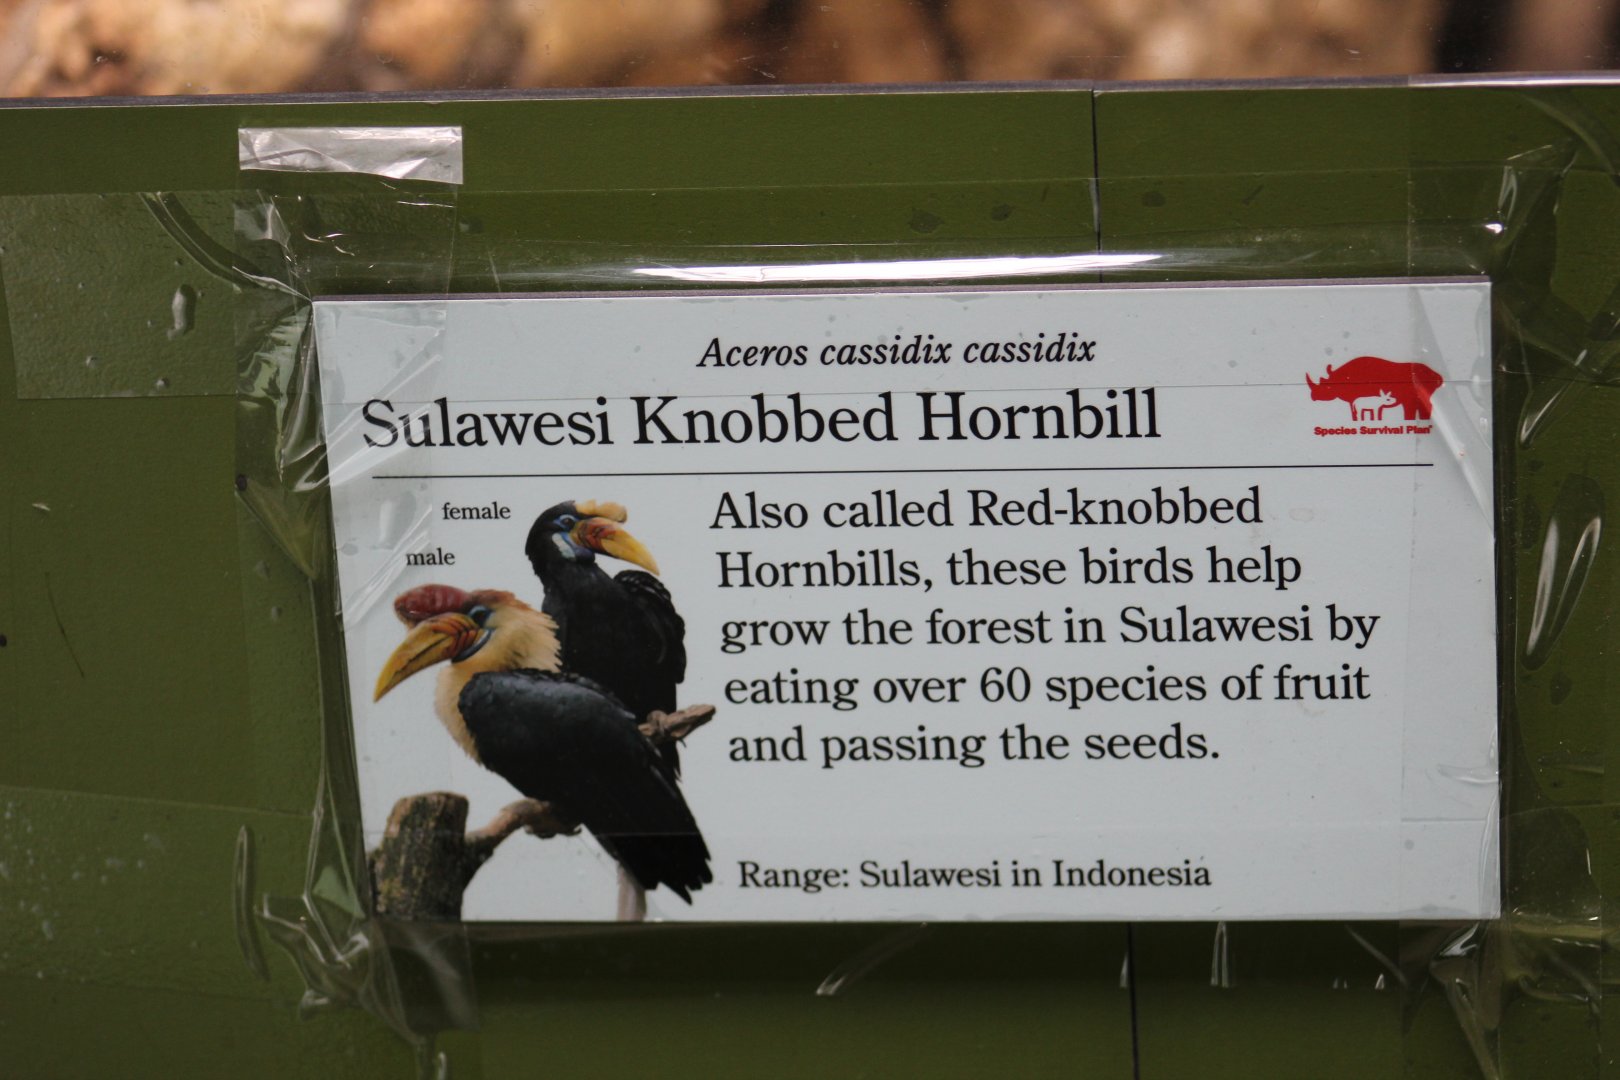 Aceros cassidix cassidix
Sulawesi Knobbed Hornbill
Species Survival Plan®
female
male
Also called Red-knobbed
Hornbills, these birds help
grow the forest in Sulawesi by
eating over 60 species of fruit
and passing the seeds.
Range: Sulawesi in Indonesia